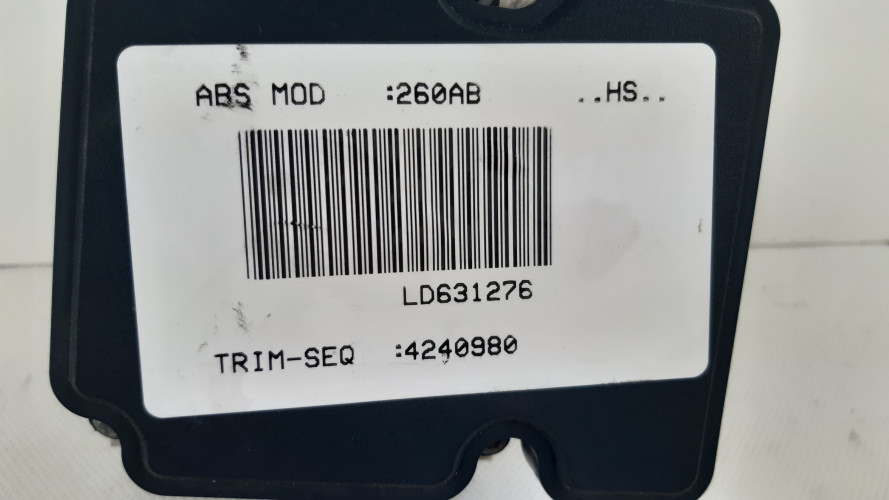 ABS MOD :260AB ..HS..
LD631276
TRIM-SEQ :4240980